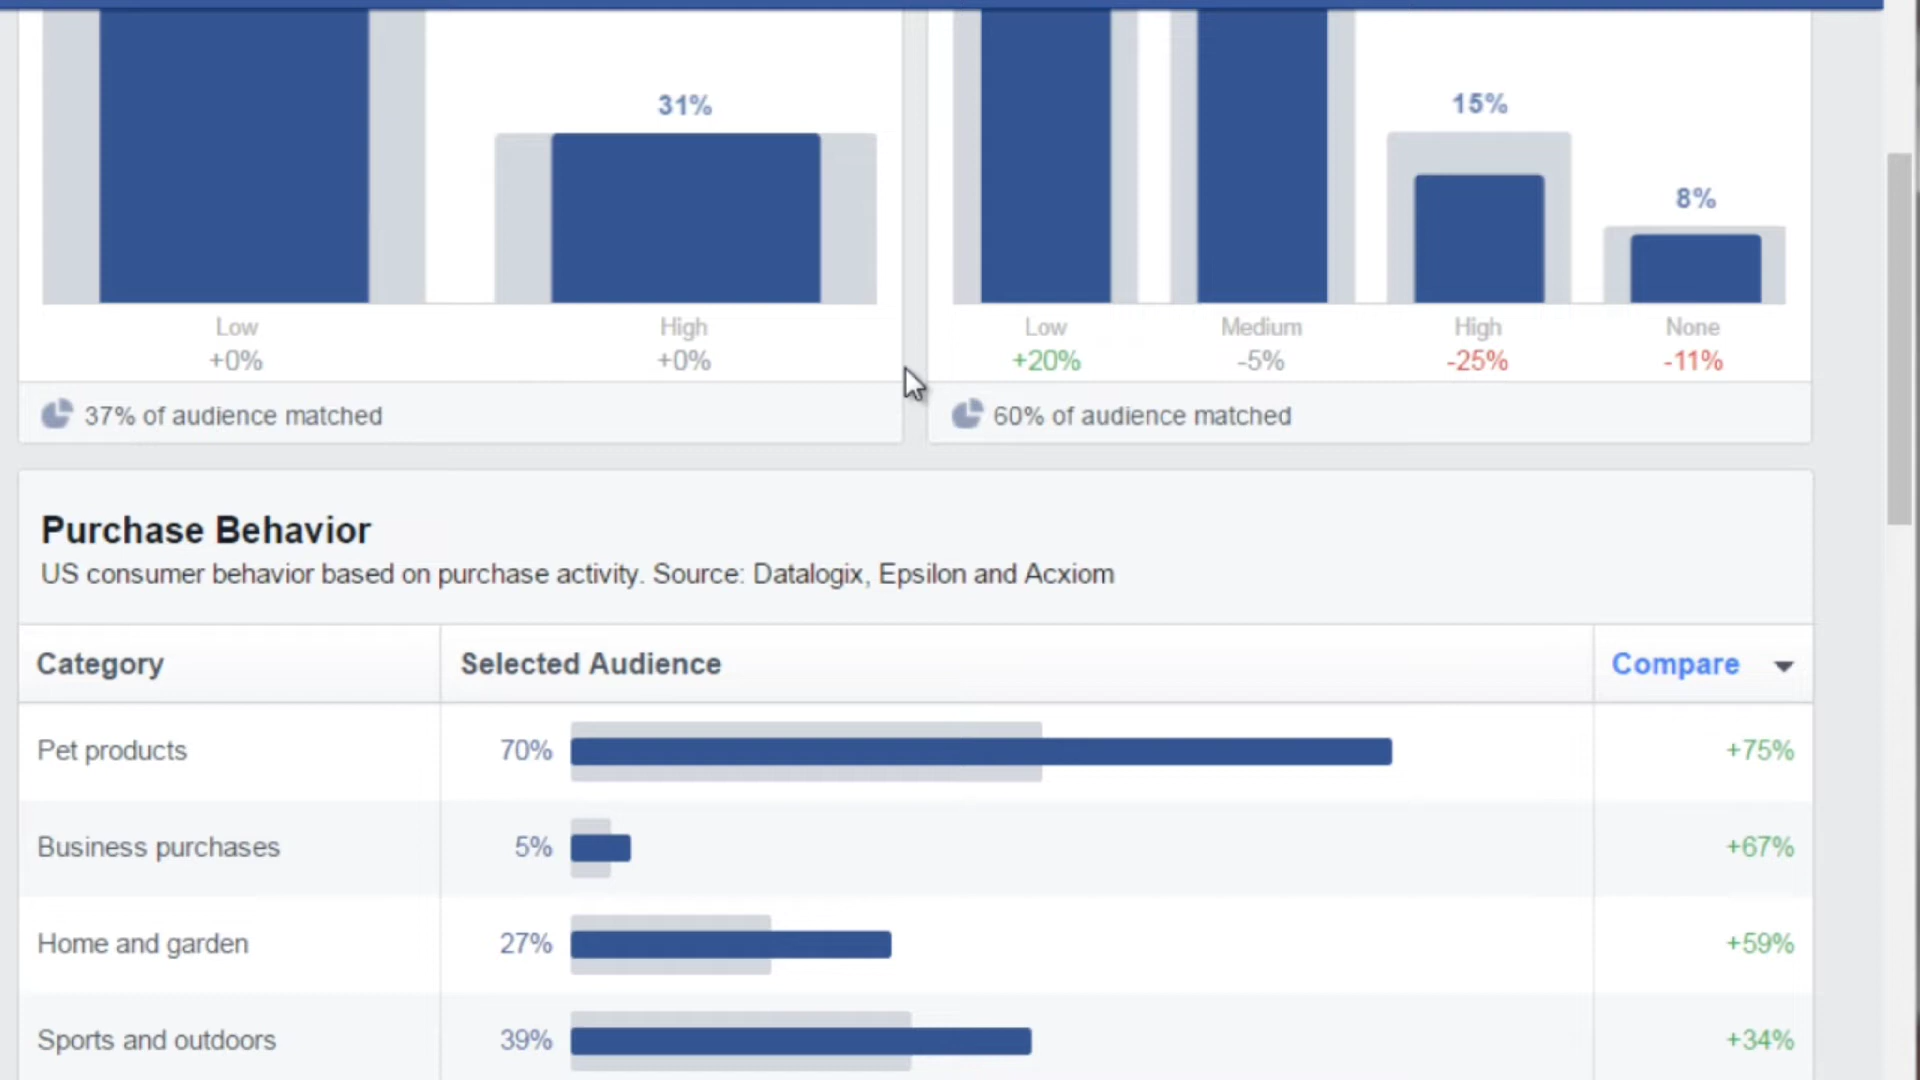 31%
Low
High
+0%
+0%
37% of audience matched
15%
8%
Low
Medium
High
None
+20%
-5%
-25%
-11%
60% of audience matched
Purchase Behavior
US consumer behavior based on purchase activity. Source: Datalogix, Epsilon and Acxiom
Category
Selected Audience
Compare
Pet products
70%
+75%
Business purchases
5%
+67%
Home and garden
27%
+59%
Sports and outdoors
39%
+34%